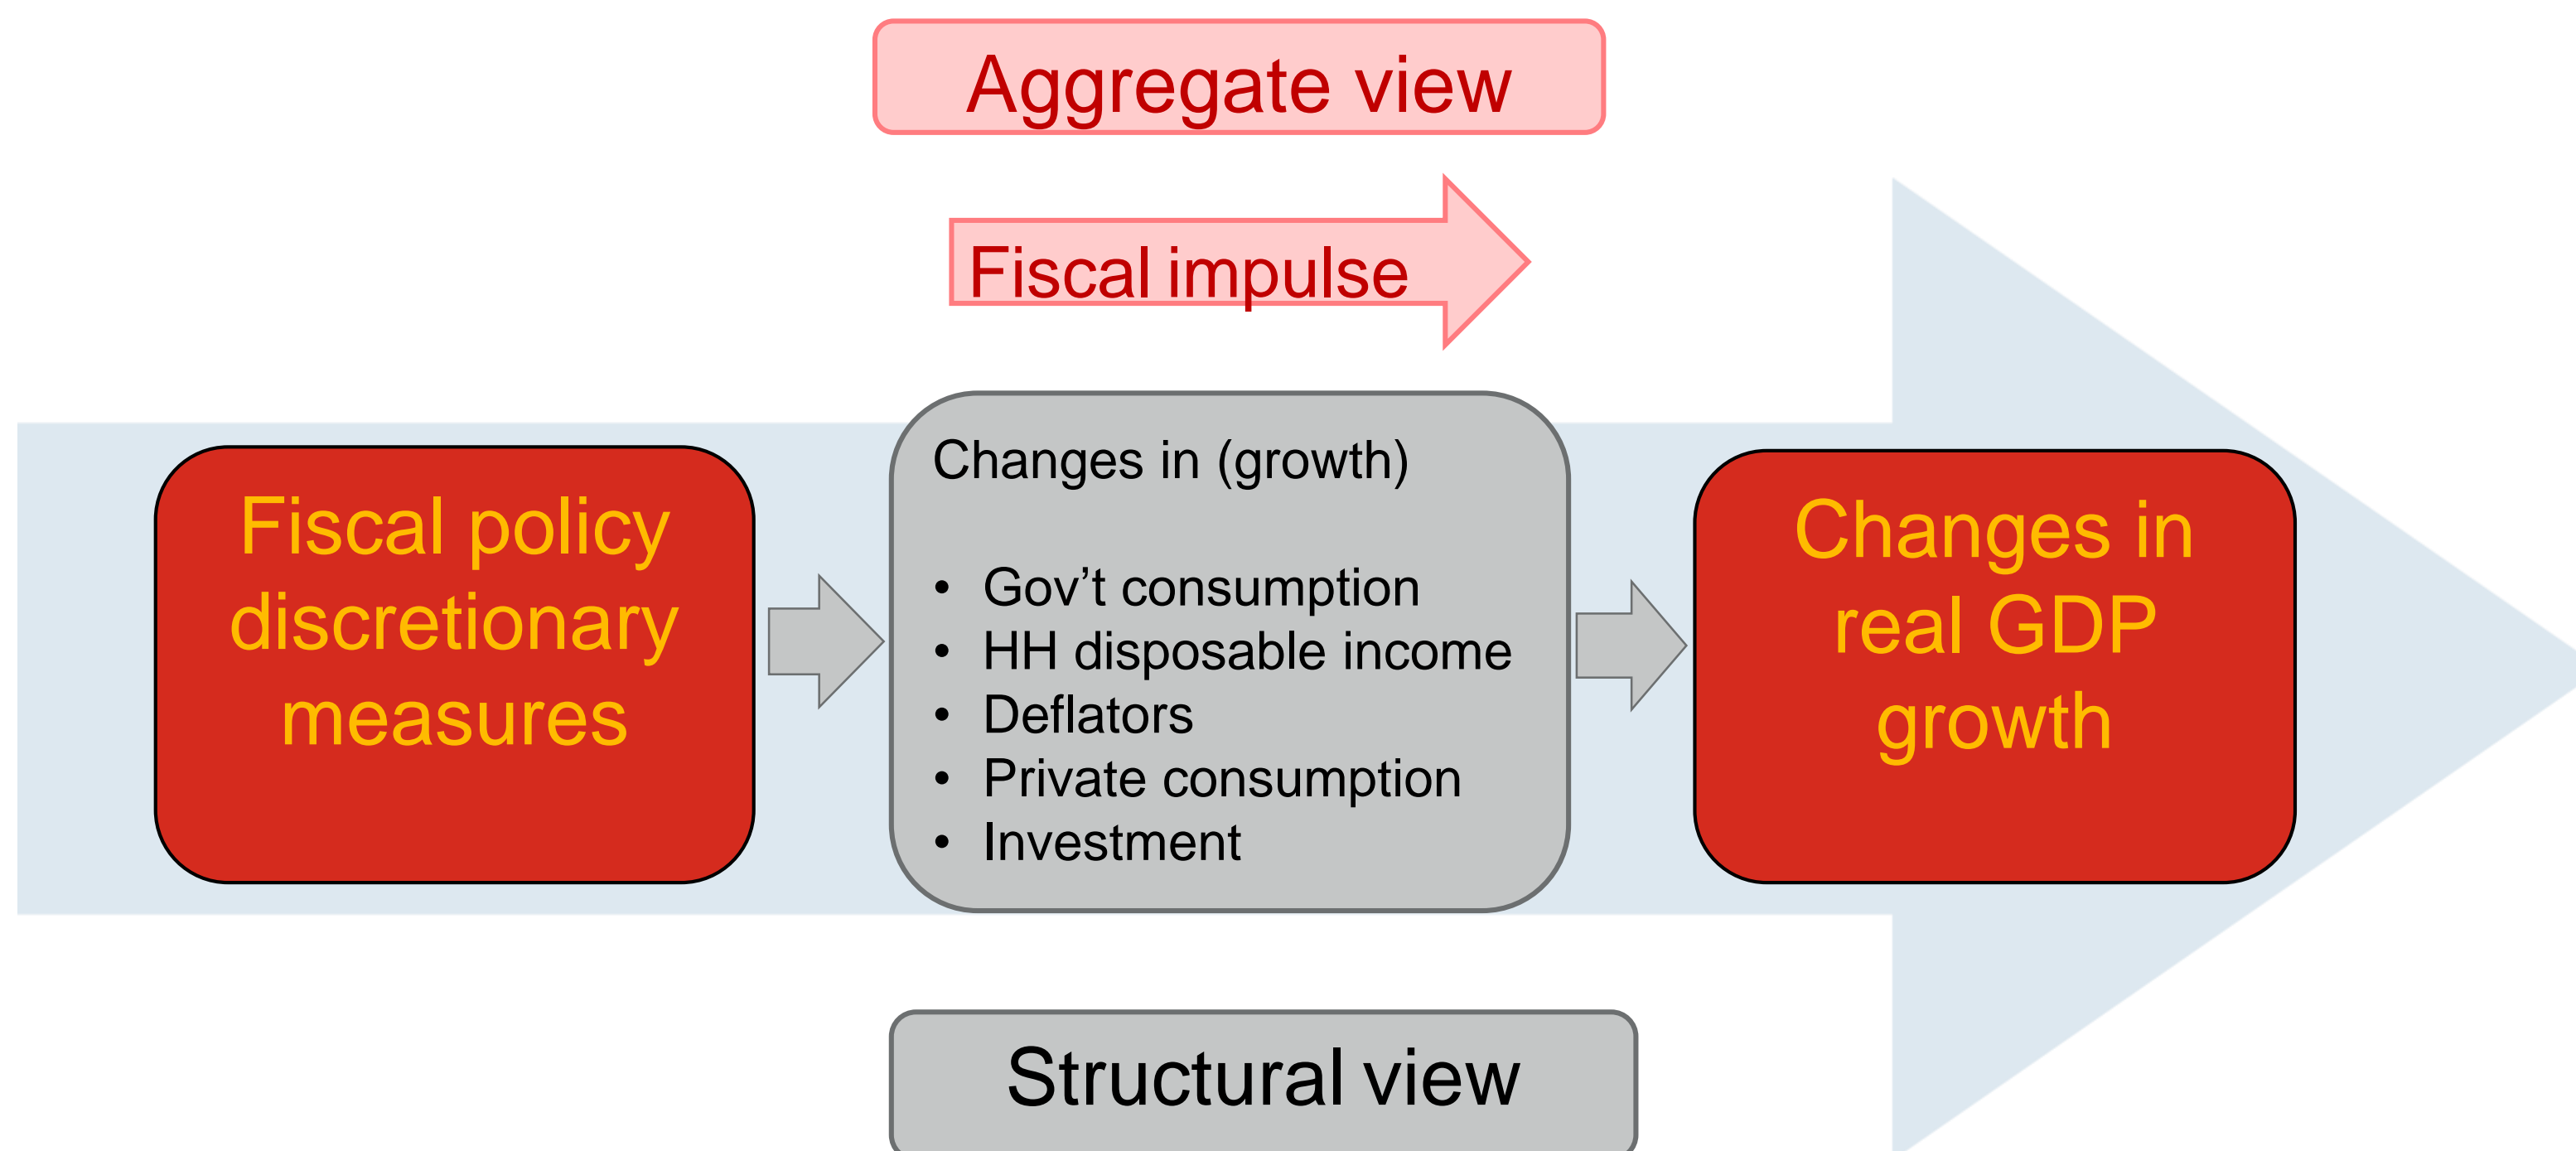 Aggregate view
Fiscal impulse
Fiscal policy
discretionary
measures
Changes in (growth)
• Gov’t consumption
• HH disposable income
• Deflators
• Private consumption
• Investment
Changes in
real GDP
growth
Structural view